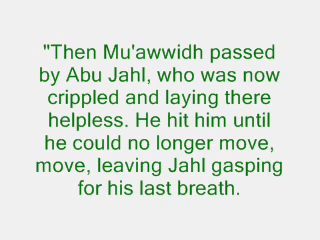 "Then Mu'awwidh passed
by Abu Jahl, who was now
crippled and laying there
helpless. He hit him until
he could no longer move,
move, leaving Jahl gasping
for his last breath.